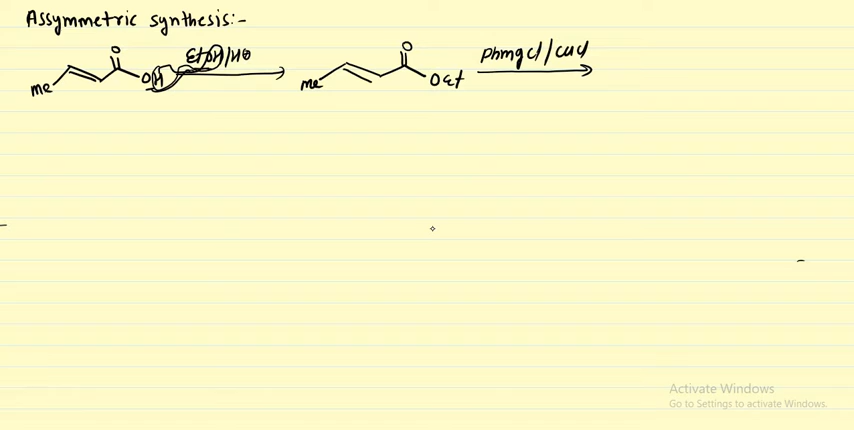 Assymmetric synthesis:-
EtOH/H⊕
PhMgCl/CuCl
O
Me
OH
O
Me
OEt
Activate Windows
Go to Settings to activate Windows.